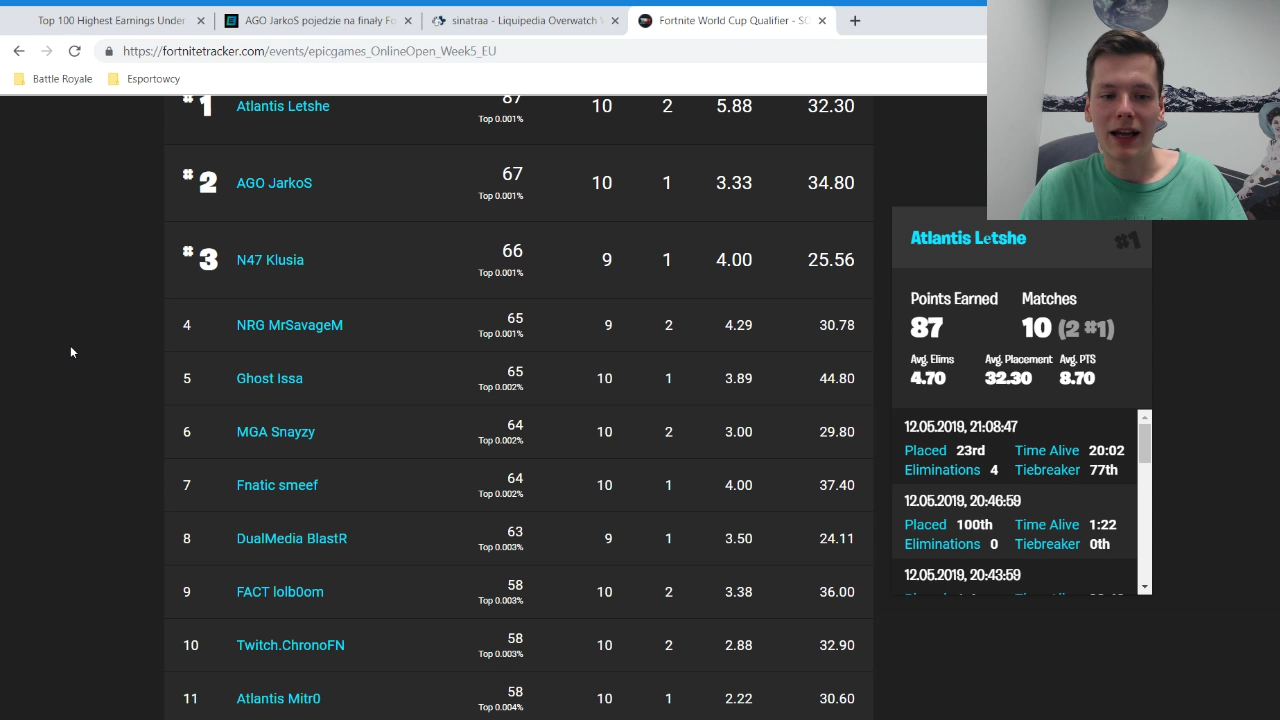 Top 100 Highest Earnings Under
AGO JarkoS pojedzie na finały Fo
sinatraa - Liquipedia Overwatch
Fortnite World Cup Qualifier - SO
https://fortnitetracker.com/events/epicgames_OnlineOpen_Week5_EU
Battle Royale Esportowcy
#1 Atlantis Letshe 87 10 2 5.88 32.30
Top 0.001%
#2 AGO JarkoS 67 10 1 3.33 34.80
Top 0.001%
#3 N47 Klusia 66 9 1 4.00 25.56
Top 0.001%
4 NRG MrSavageM 65 9 2 4.29 30.78
Top 0.001%
5 Ghost Issa 65 10 1 3.89 44.80
Top 0.002%
6 MGA Snayzy 64 10 2 3.00 29.80
Top 0.002%
7 Fnatic smeef 64 10 1 4.00 37.40
Top 0.002%
8 DualMedia BlastR 63 9 1 3.50 24.11
Top 0.003%
9 FACT lolb0om 58 10 2 3.38 36.00
Top 0.003%
10 Twitch.ChronoFN 58 10 2 2.88 32.90
Top 0.003%
11 Atlantis Mitr0 58 10 1 2.22 30.60
Top 0.004%
Atlantis Letshe #1
Points Earned Matches
87 10 (2 #1)
Avg. Elims Avg. Placement Avg. PTS
4.70 32.30 8.70
12.05.2019, 21:08:47
Placed 23rd Time Alive 20:02
Eliminations 4 Tiebreaker 77th
12.05.2019, 20:46:59
Placed 100th Time Alive 1:22
Eliminations 0 Tiebreaker 0th
12.05.2019, 20:43:59